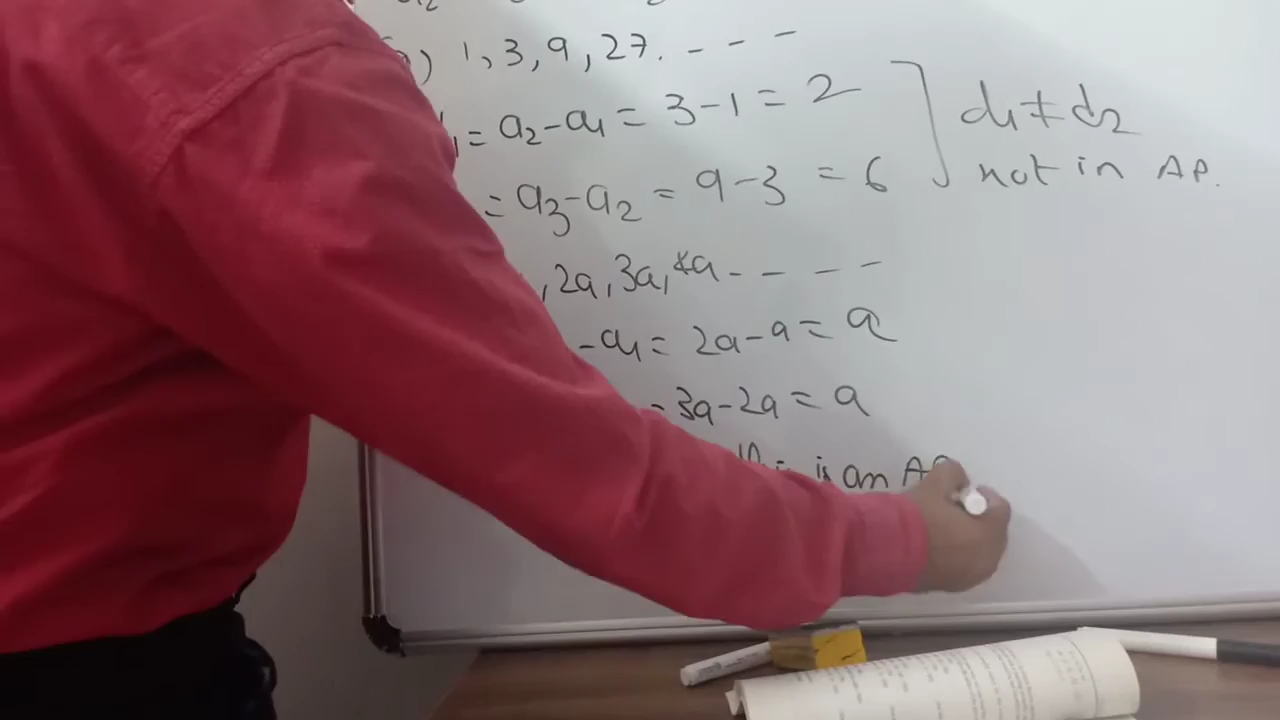 ) 1, 3, 9, 27. - - -
= a2 - a1 = 3 - 1 = 2
d1 ≠ d2
= a3 - a2 = 9 - 3 = 6
not in AP.
, 2a, 3a, 4a - - - -
- a1 = 2a - a = a
- 3a - 2a = a
is an AP